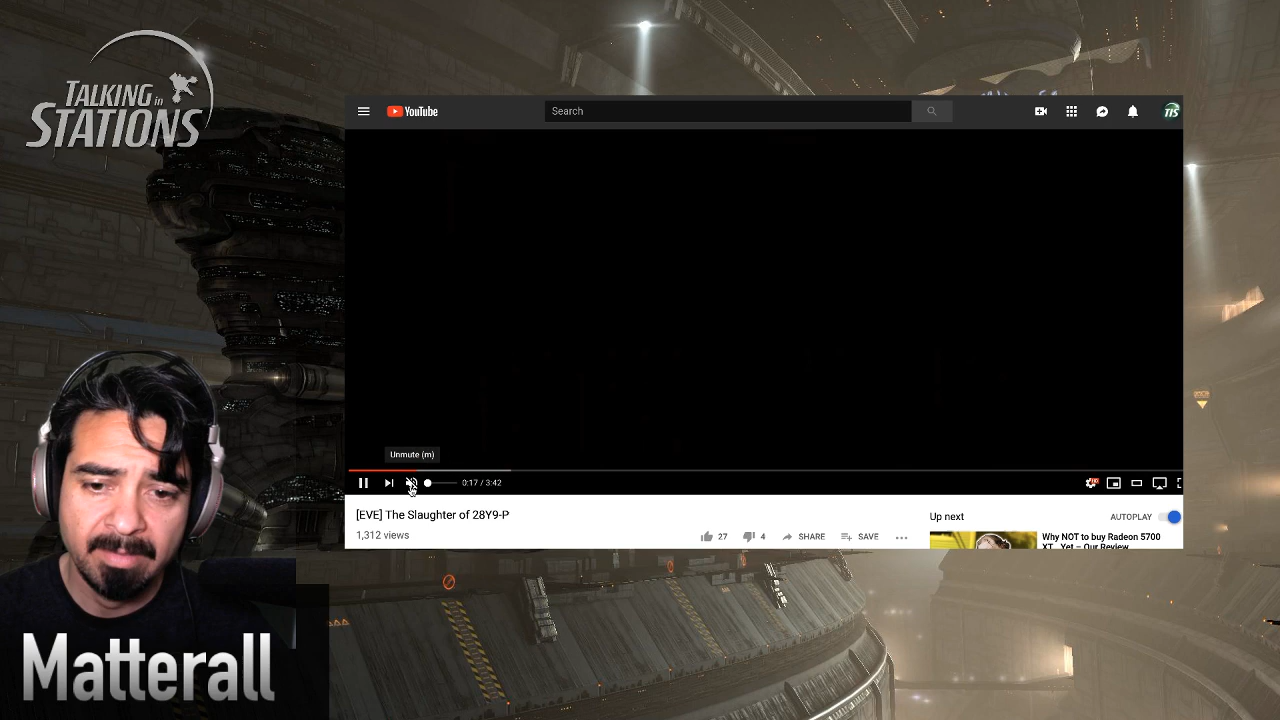 TALKING in
STATIONS
YouTube
Search
TiS
Unmute (m)
0:17 / 3:42
HD
[EVE] The Slaughter of 28Y9-P
1,312 views
27
4
SHARE
SAVE
Up next
AUTOPLAY
Why NOT to buy Radeon 5700
XT.. Yet – Our Review
Matterall